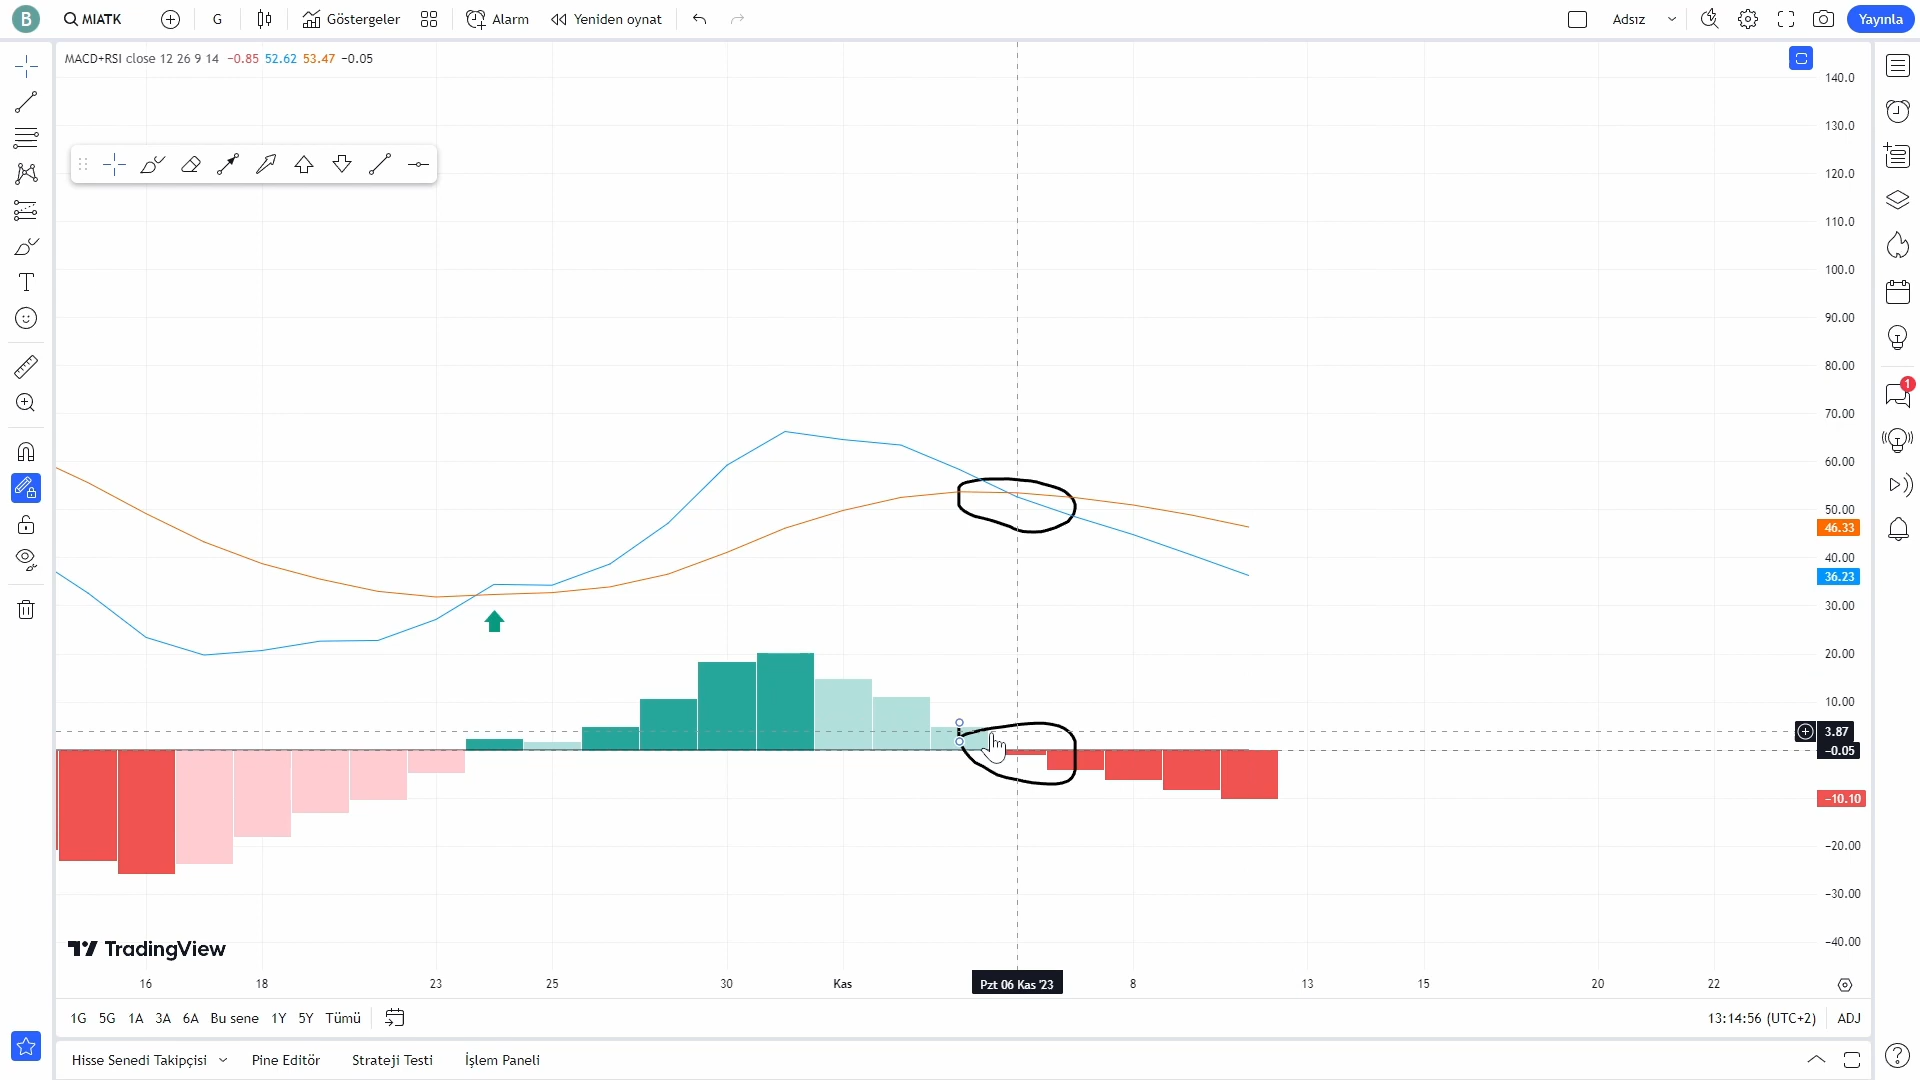 B
MIATK
G
Göstergeler
Alarm
Yeniden oynat
Adsız
Yayınla
MACD+RSI close 12 26 9 14 −0.85 52.62 53.47 −0.05
140.0
130.0
120.0
110.0
100.0
90.00
80.00
70.00
60.00
50.00
46.33
40.00
36.23
30.00
20.00
10.00
3.87
−0.05
−10.10
−20.00
−30.00
−40.00
1
TradingView
16 18 23 25 30 Kas Pzt 06 Kas '23 8 13 15 20 22
1G 5G 1A 3A 6A Bu sene 1Y 5Y Tümü
13:14:56 (UTC+2) ADJ
Hisse Senedi Takipçisi Pine Editör Strateji Testi İşlem Paneli